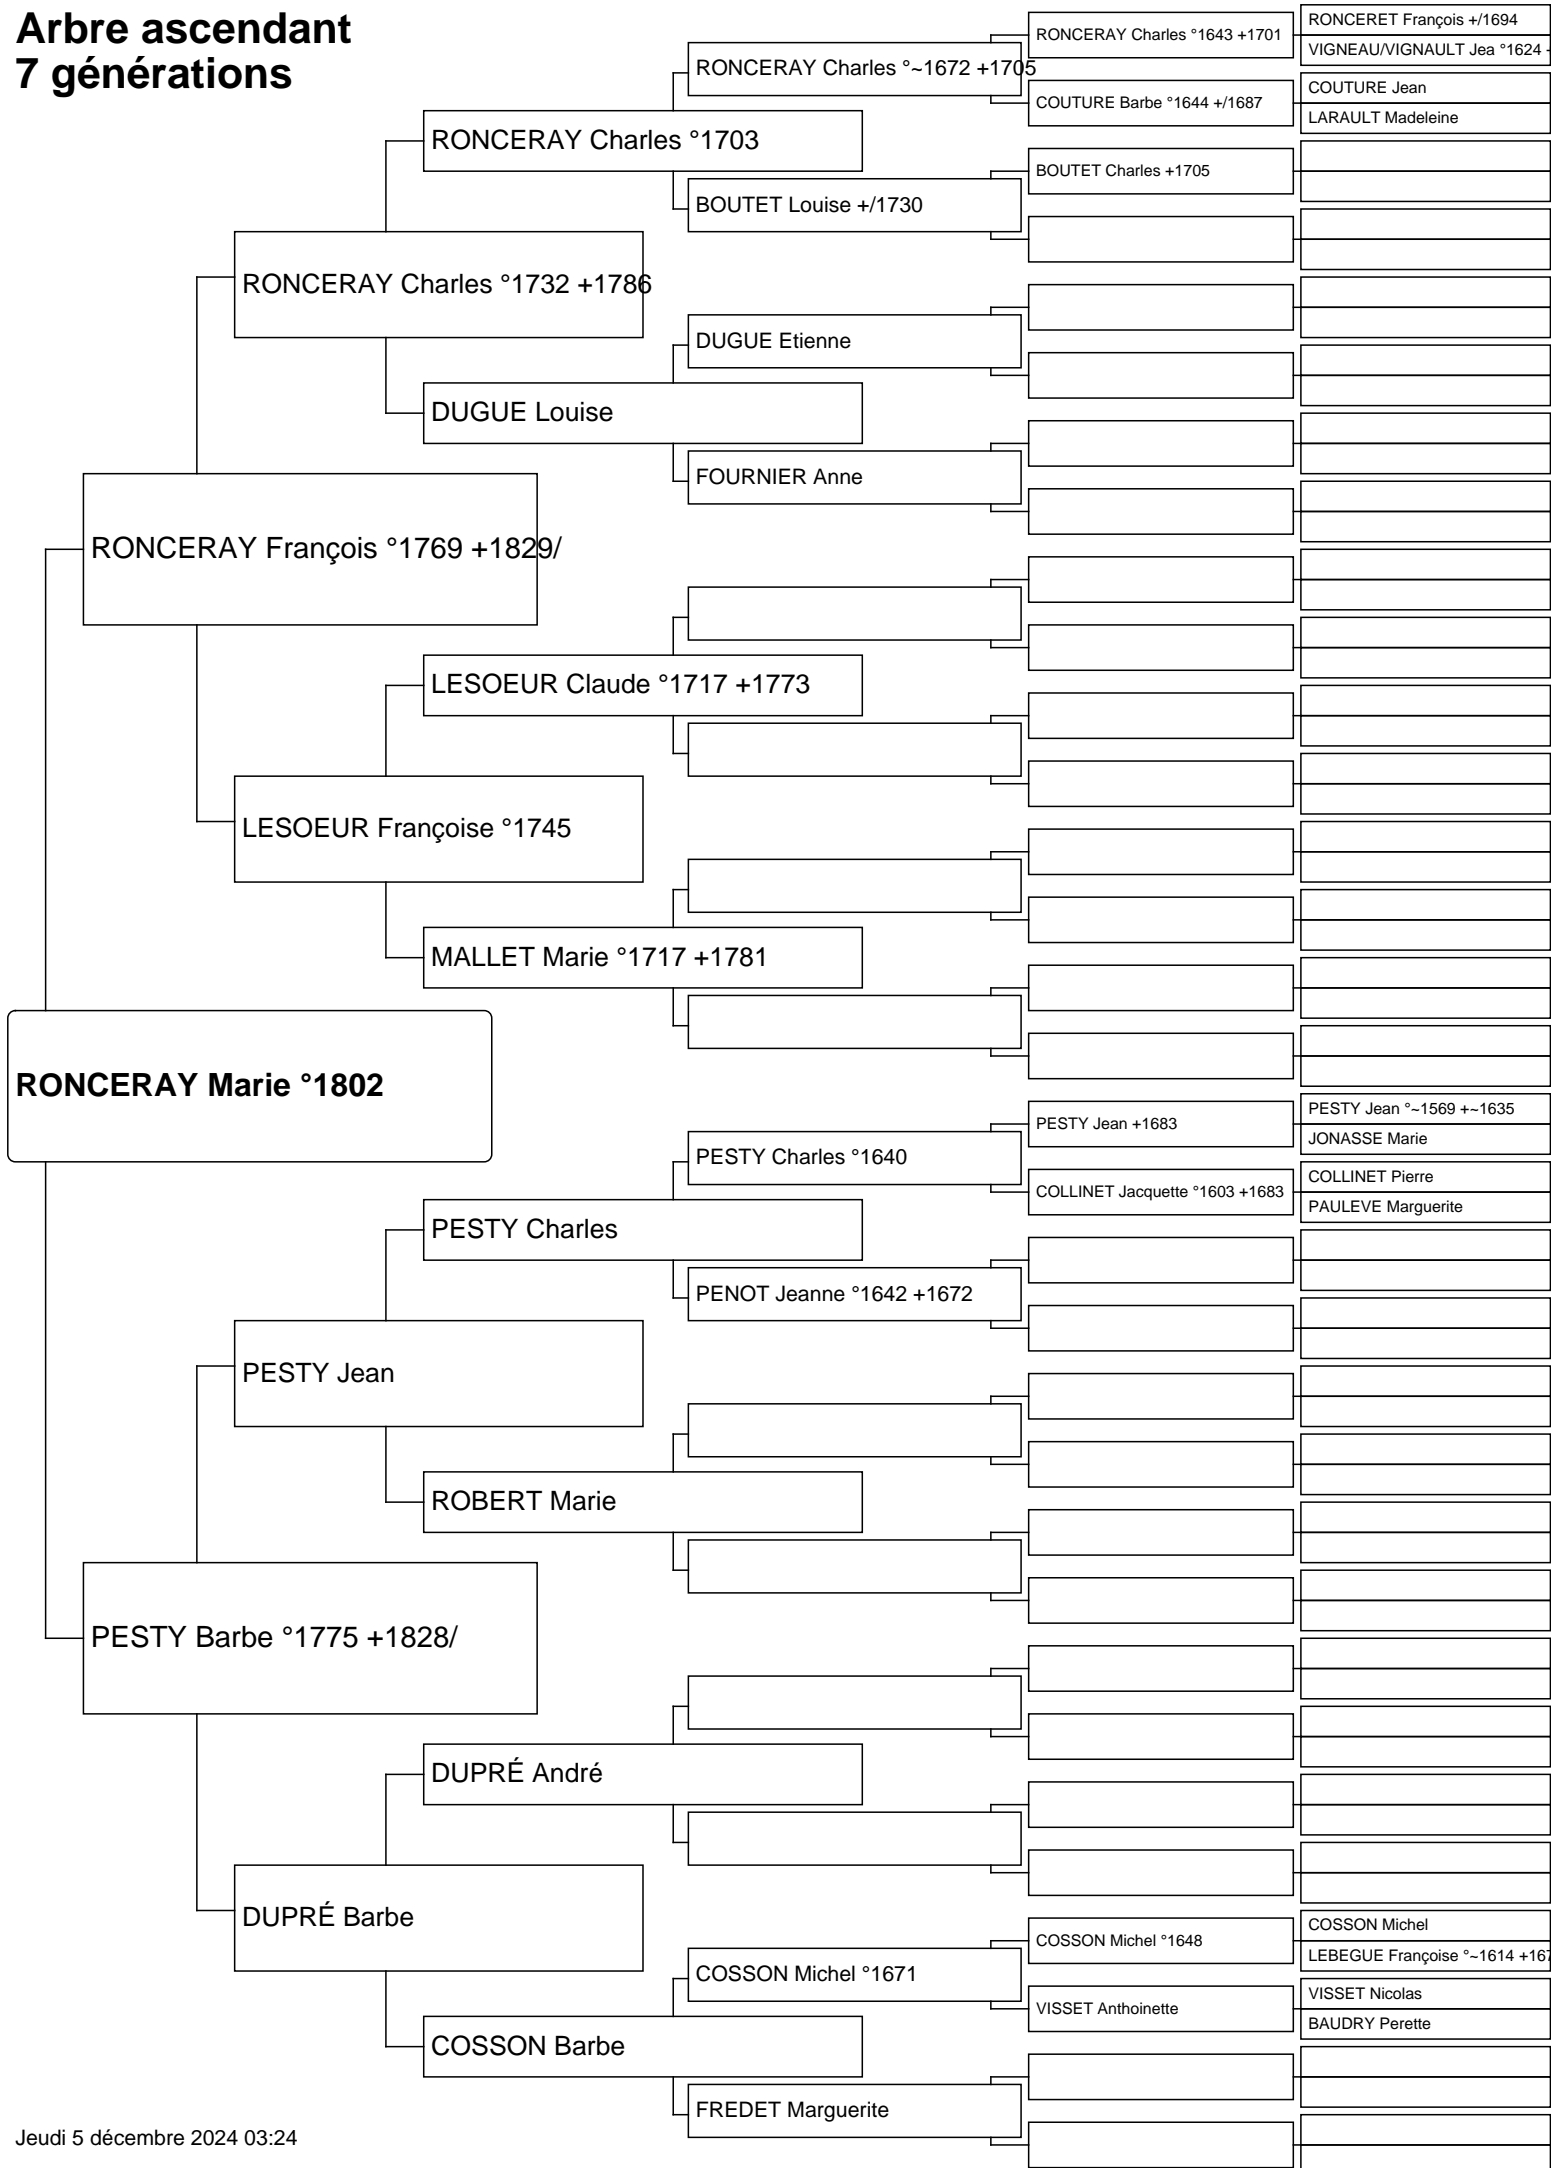 Arbre ascendant
7 générations
RONCERAY Marie °1802
RONCERAY François °1769 +1829/
PESTY Barbe °1775 +1828/
RONCERAY Charles °1732 +1786
LESOEUR Françoise °1745
PESTY Jean
DUPRÉ Barbe
RONCERAY Charles °1703
DUGUE Louise
LESOEUR Claude °1717 +1773
MALLET Marie °1717 +1781
PESTY Charles
ROBERT Marie
DUPRÉ André
COSSON Barbe
RONCERAY Charles °~1672 +1705
BOUTET Louise +/1730
DUGUE Etienne
FOURNIER Anne
PESTY Charles °1640
PENOT Jeanne °1642 +1672
COSSON Michel °1671
FREDET Marguerite
RONCERAY Charles °1643 +1701
COUTURE Barbe °1644 +/1687
BOUTET Charles +1705
PESTY Jean +1683
COLLINET Jacquette °1603 +1683
COSSON Michel °1648
VISSET Anthoinette
RONCERET François +/1694
VIGNEAU/VIGNAULT Jea °1624
COUTURE Jean
LARAULT Madeleine
PESTY Jean °~1569 +~1635
JONASSE Marie
COLLINET Pierre
PAULEVE Marguerite
COSSON Michel
LEBEGUE Françoise °~1614
VISSET Nicolas
BAUDRY Perette
Jeudi 5 décembre 2024 03:24